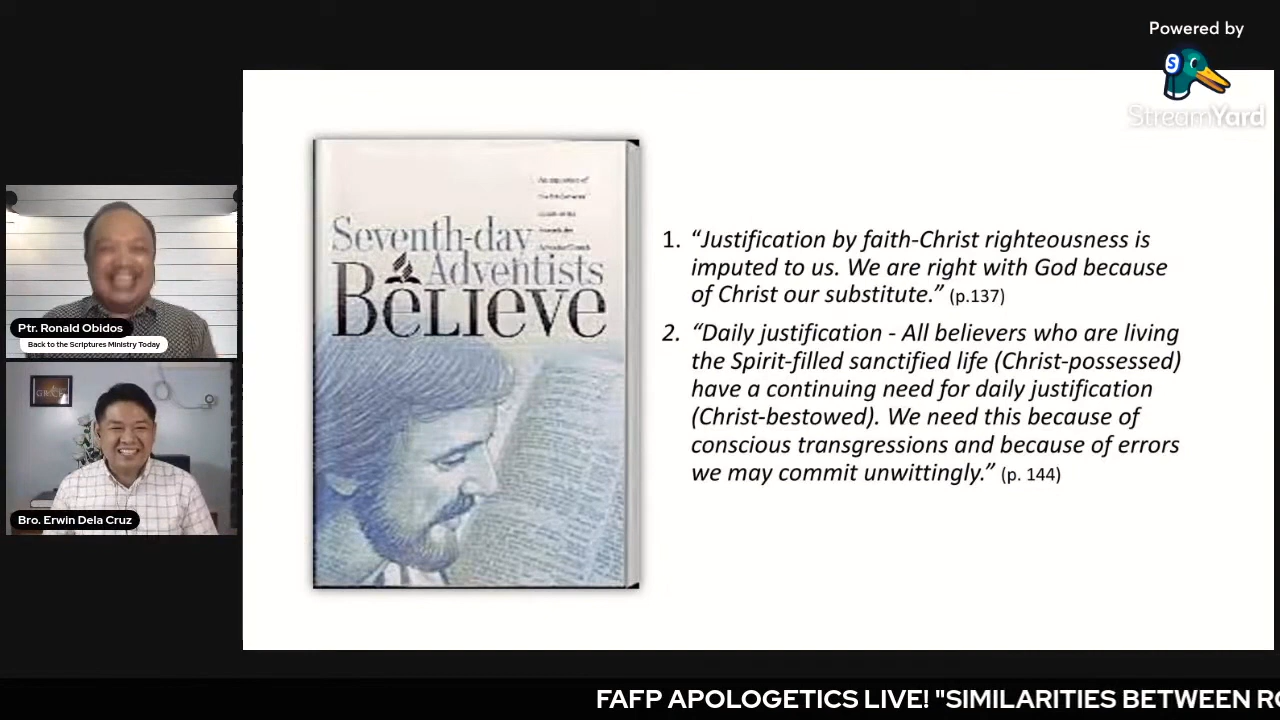 Powered by
StreamYard
Seventh-day
Adventists
Believe
1. “Justification by faith-Christ righteousness is
imputed to us. We are right with God because
of Christ our substitute.” (p.137)
2. “Daily justification - All believers who are living
the Spirit-filled sanctified life (Christ-possessed)
have a continuing need for daily justification
(Christ-bestowed). We need this because of
conscious transgressions and because of errors
we may commit unwittingly.” (p. 144)
Ptr. Ronald Obidos
Back to the Scriptures Ministry Today
Bro. Erwin Dela Cruz
FAFP APOLOGETICS LIVE! "SIMILARITIES BETWEEN RO